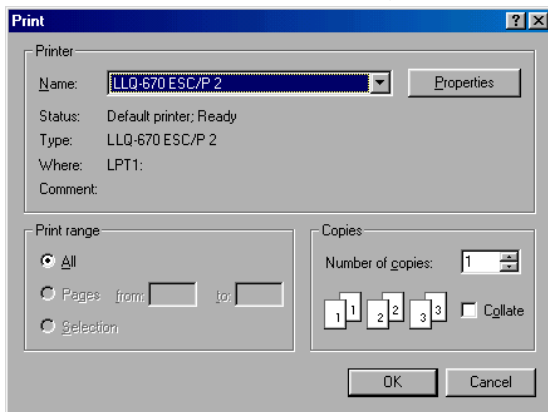 Print
Printer
Name: LLQ-670 ESC/P 2 Properties
Status: Default printer; Ready
Type: LLQ-670 ESC/P 2
Where: LPT1:
Comment:
Print range
All
Pages from: to:
Selection
Copies
Number of copies: 1
1 1 2 2 3 3 Collate
OK Cancel